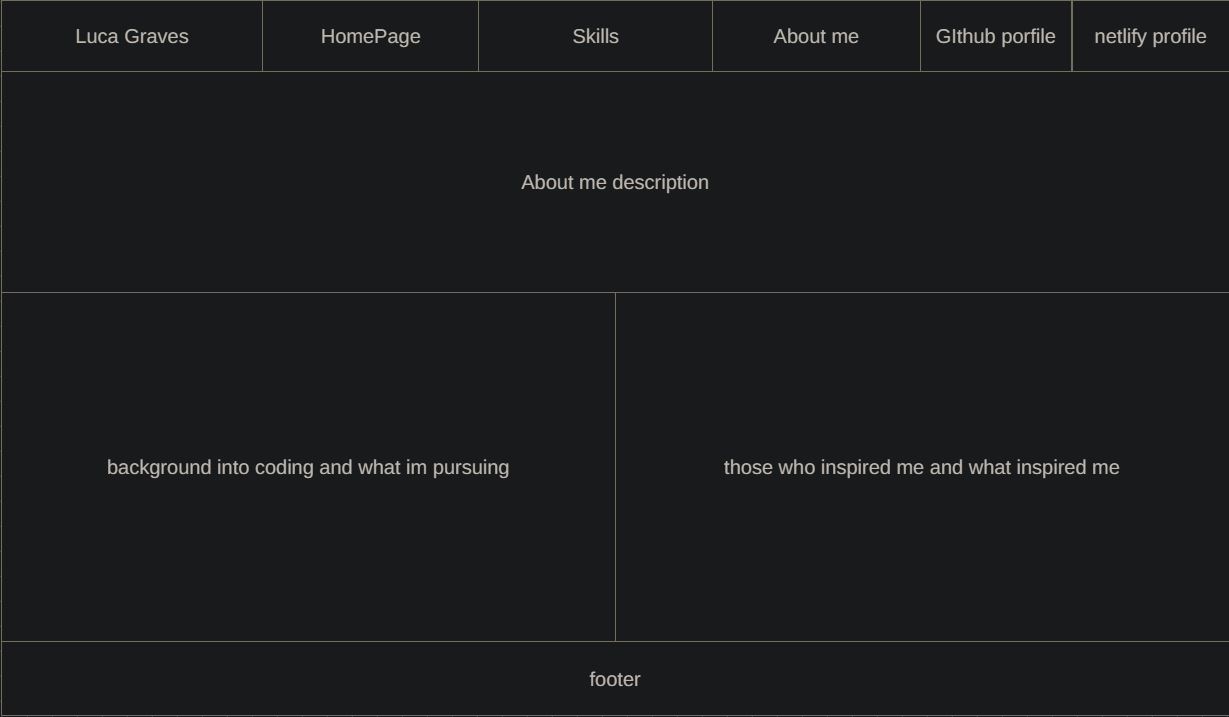 Luca Graves
HomePage
Skills
About me
GIthub porfile
netlify profile
About me description
background into coding and what im pursuing
those who inspired me and what inspired me
footer